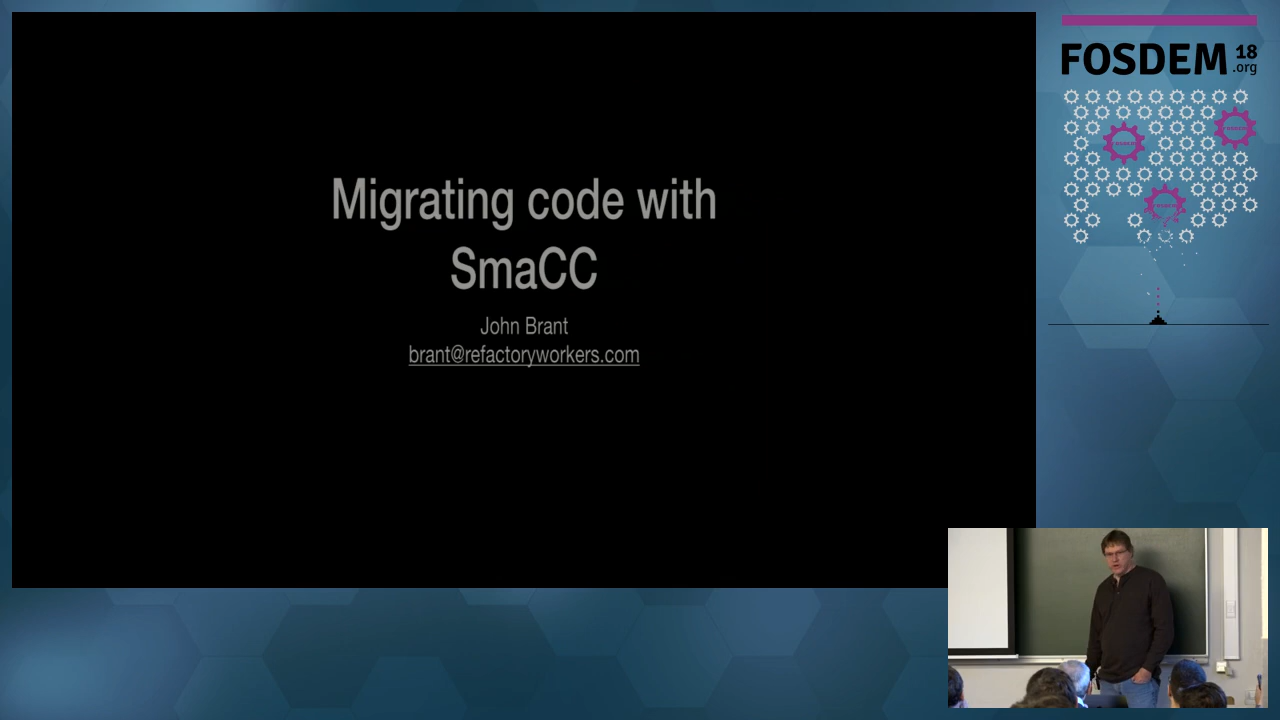 Migrating code with
SmaCC
John Brant
brant@refactoryworkers.com
FOSDEM 18
.org